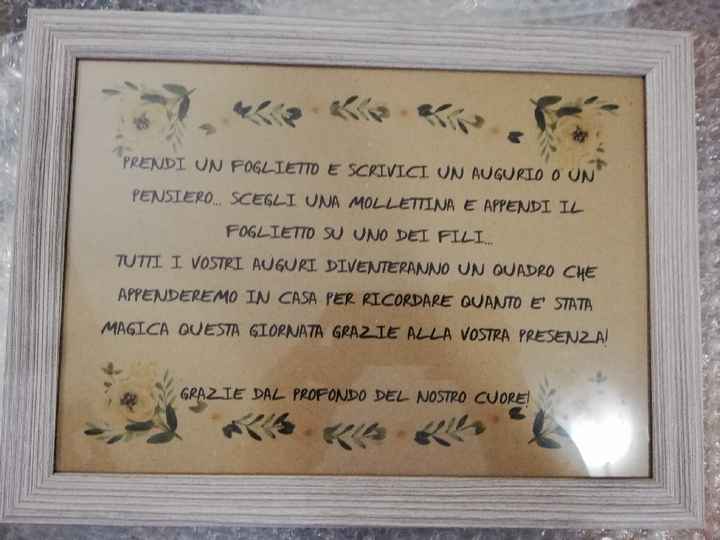 PRENDI UN FOGLIETTO E SCRIVICI UN AUGURIO O UN
PENSIERO... SCEGLI UNA MOLLETTINA E APPENDI IL
FOGLIETTO SU UNO DEI FILI...
TUTTI I VOSTRI AUGURI DIVENTERANNO UN QUADRO CHE
APPENDEREMO IN CASA PER RICORDARE QUANTO E' STATA
MAGICA QUESTA GIORNATA GRAZIE ALLA VOSTRA PRESENZA!
GRAZIE DAL PROFONDO DEL NOSTRO CUORE!